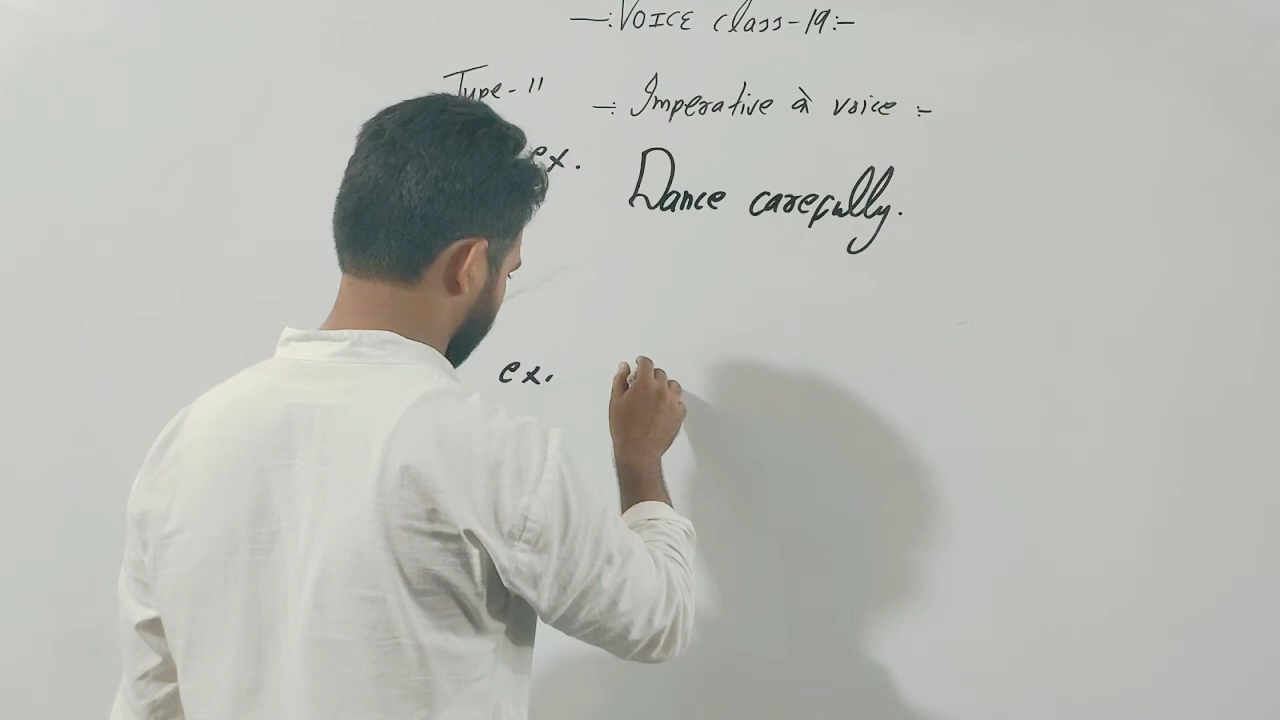 —:VOICE class-19:-
Type-11
-: Imperative à voice :-
ex. Dance carefully.
ex.